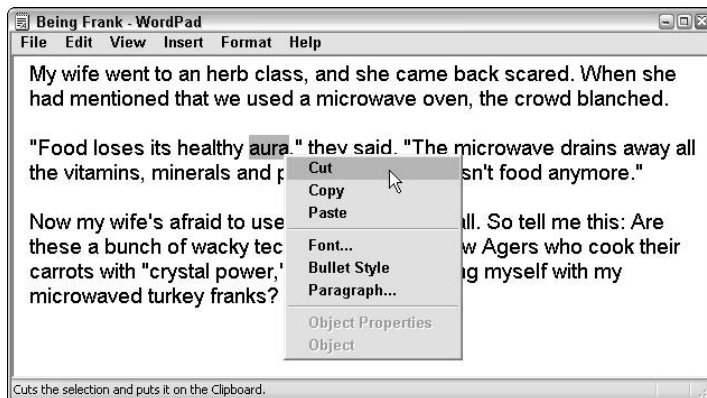 Being Frank - WordPad
File Edit View Insert Format Help
My wife went to an herb class, and she came back scared. When she
had mentioned that we used a microwave oven, the crowd blanched.
"Food loses its healthy aura," they said. "The microwave drains away all
the vitamins, minerals and p sn't food anymore."
Now my wife's afraid to use all. So tell me this: Are
these a bunch of wacky tec w Agers who cook their
carrots with "crystal power," ng myself with my
microwaved turkey franks?
Cut
Copy
Paste
Font...
Bullet Style
Paragraph...
Object Properties
Object
Cuts the selection and puts it on the Clipboard.